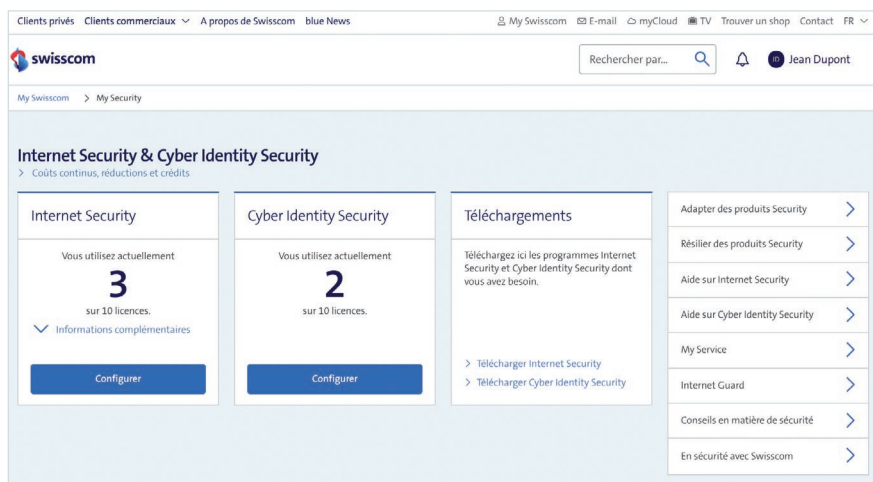 Clients privés Clients commerciaux A propos de Swisscom blue News My Swisscom E-mail myCloud TV Trouver un shop Contact FR
swisscom Rechercher par... JD Jean Dupont
My Swisscom > My Security
Internet Security & Cyber Identity Security
> Coûts continus, réductions et crédits
Internet Security
Vous utilisez actuellement
3
sur 10 licences.
Informations complémentaires
Configurer
Cyber Identity Security
Vous utilisez actuellement
2
sur 10 licences.
Configurer
Téléchargements
Téléchargez ici les programmes Internet
Security et Cyber Identity Security dont
vous avez besoin.
> Télécharger Internet Security
> Télécharger Cyber Identity Security
Adapter des produits Security
Résilier des produits Security
Aide sur Internet Security
Aide sur Cyber Identity Security
My Service
Internet Guard
Conseils en matière de sécurité
En sécurité avec Swisscom